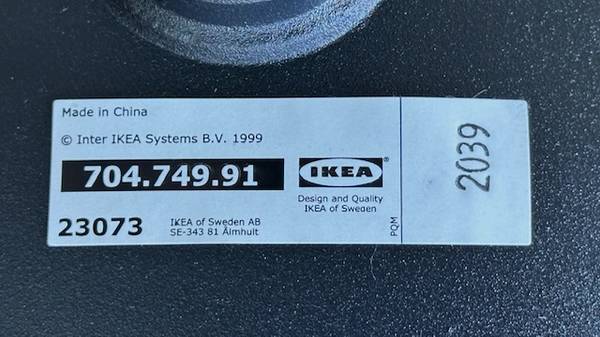 Made in China
© Inter IKEA Systems B.V. 1999
704.749.91
23073
IKEA of Sweden AB
SE-343 81 Älmhult
IKEA®
Design and Quality
IKEA of Sweden
PQM
2039